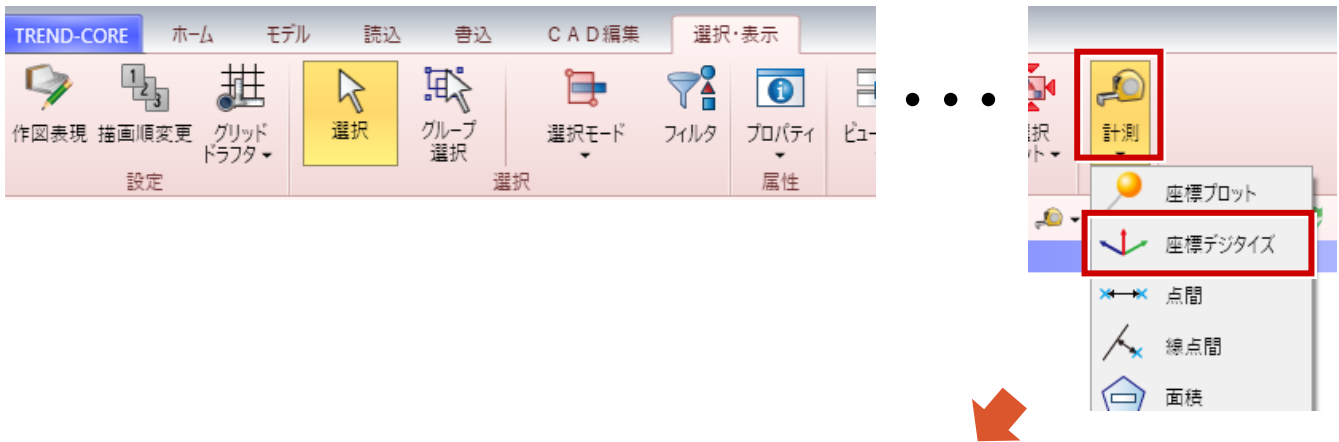 TREND-CORE ホーム モデル 読込 書込 CAD編集 選択・表示
作図表現 描画順変更 グリッド
ドラフタ
選択 グループ
選択
選択モード フィルタ プロパティ ビュー
設定 選択 属性
・・・
選択
計測
座標プロット
座標デジタイズ
点間
線点間
面積